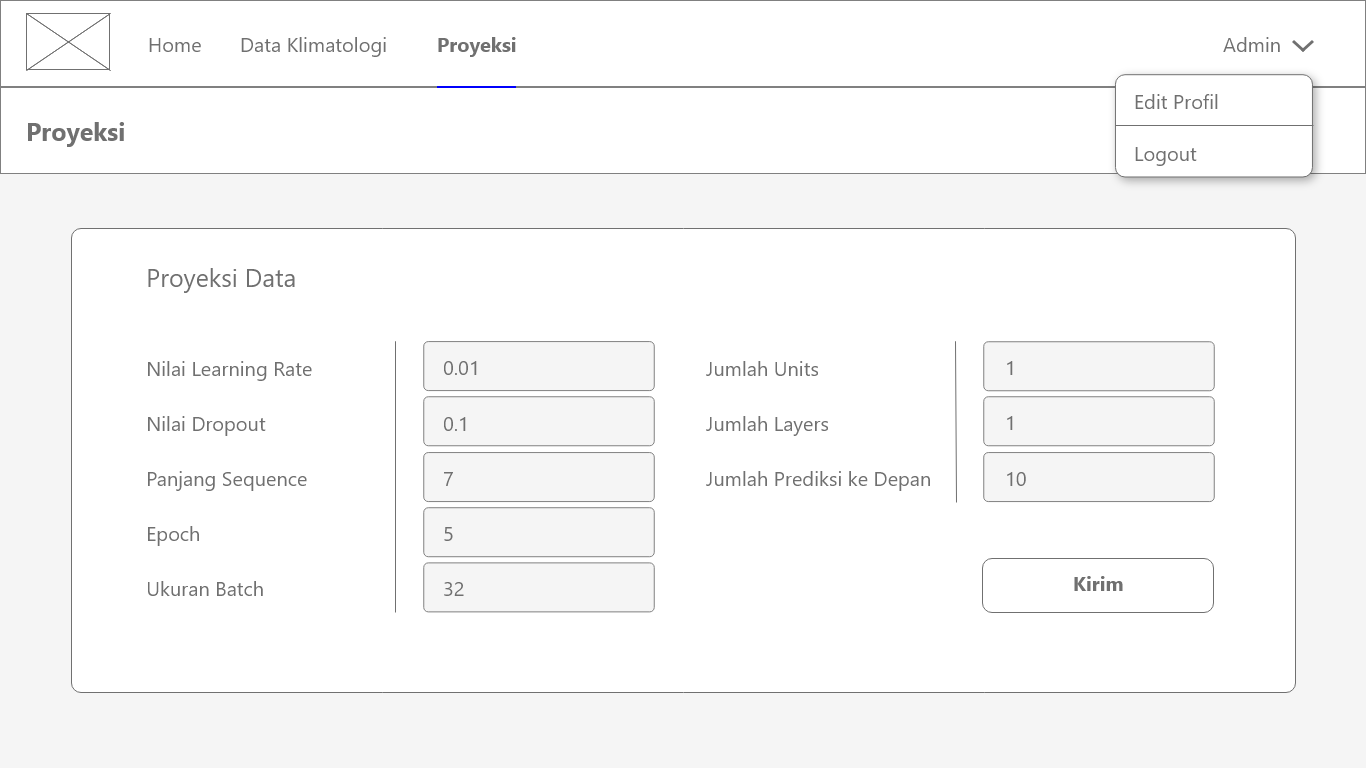 Home
Data Klimatologi
Proyeksi
Admin
Edit Profil
Logout
Proyeksi
Proyeksi Data
Nilai Learning Rate
0.01
Nilai Dropout
0.1
Panjang Sequence
7
Epoch
5
Ukuran Batch
32
Jumlah Units
1
Jumlah Layers
1
Jumlah Prediksi ke Depan
10
Kirim